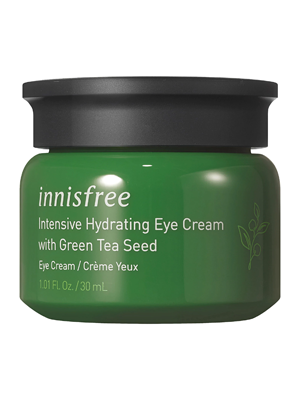 innisfree
Intensive Hydrating Eye Cream
with Green Tea Seed
Eye Cream / Crème Yeux
1.01 Fl. Oz. / 30 mL